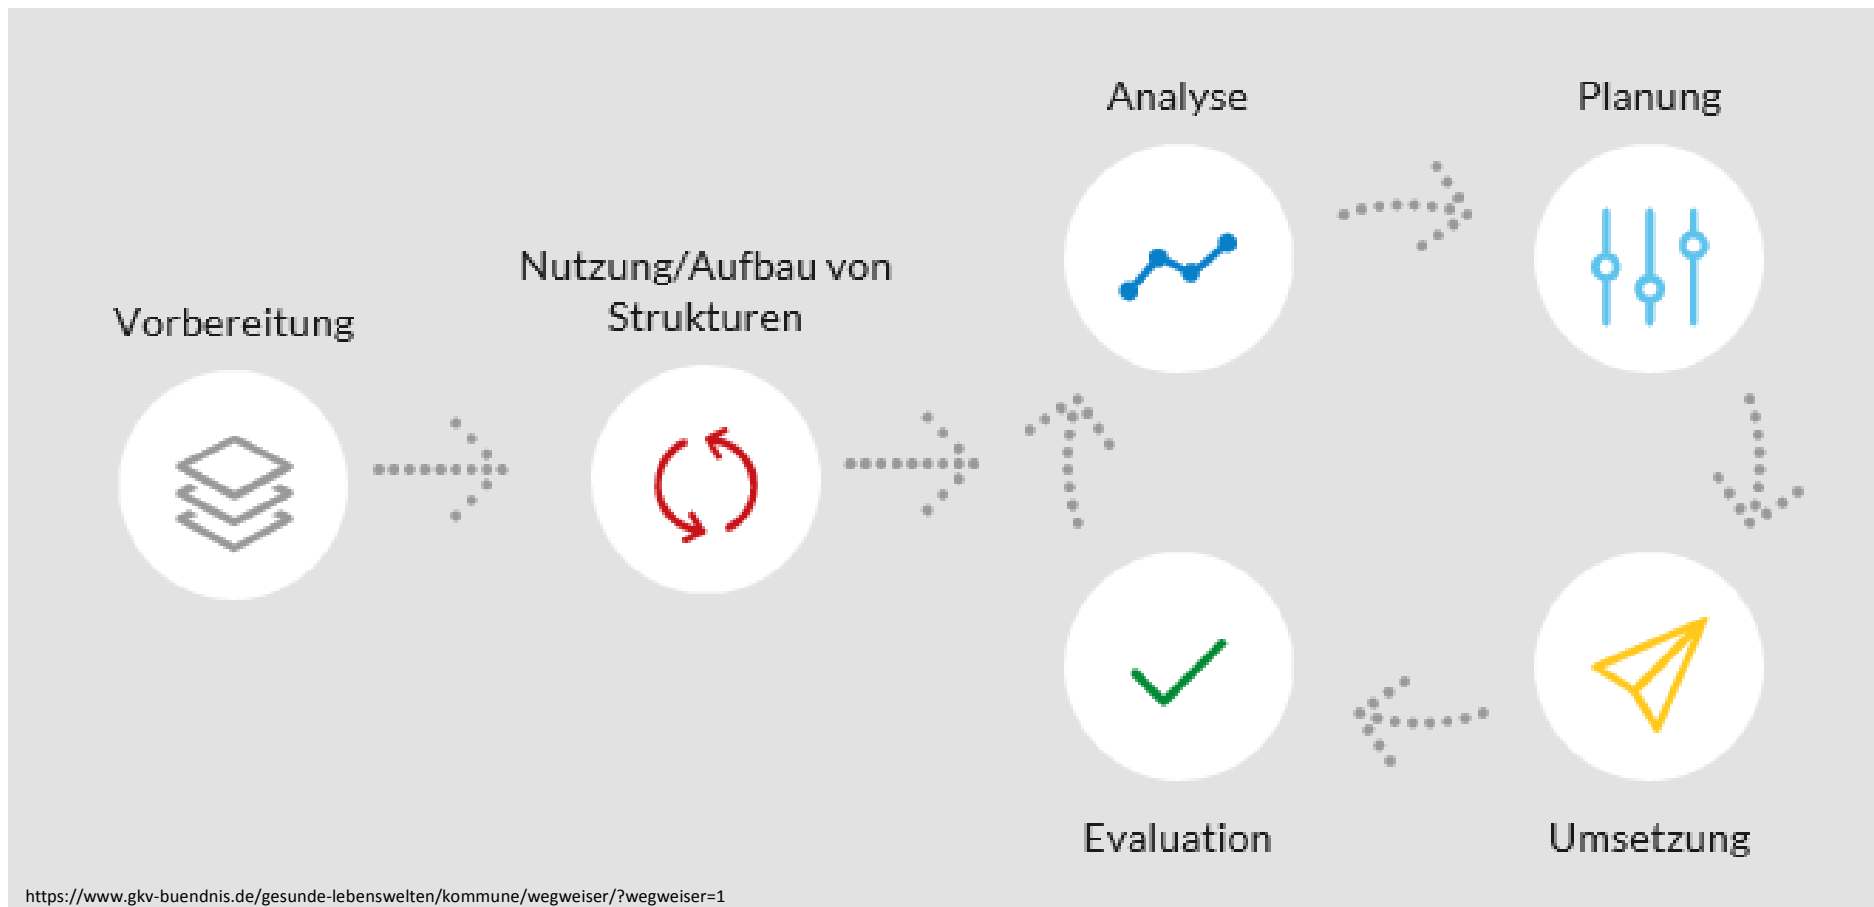 Vorbereitung
Nutzung/Aufbau von
Strukturen
Analyse
Planung
Umsetzung
Evaluation
https://www.gkv-buendnis.de/gesunde-lebenswelten/kommune/wegweiser/?wegweiser=1